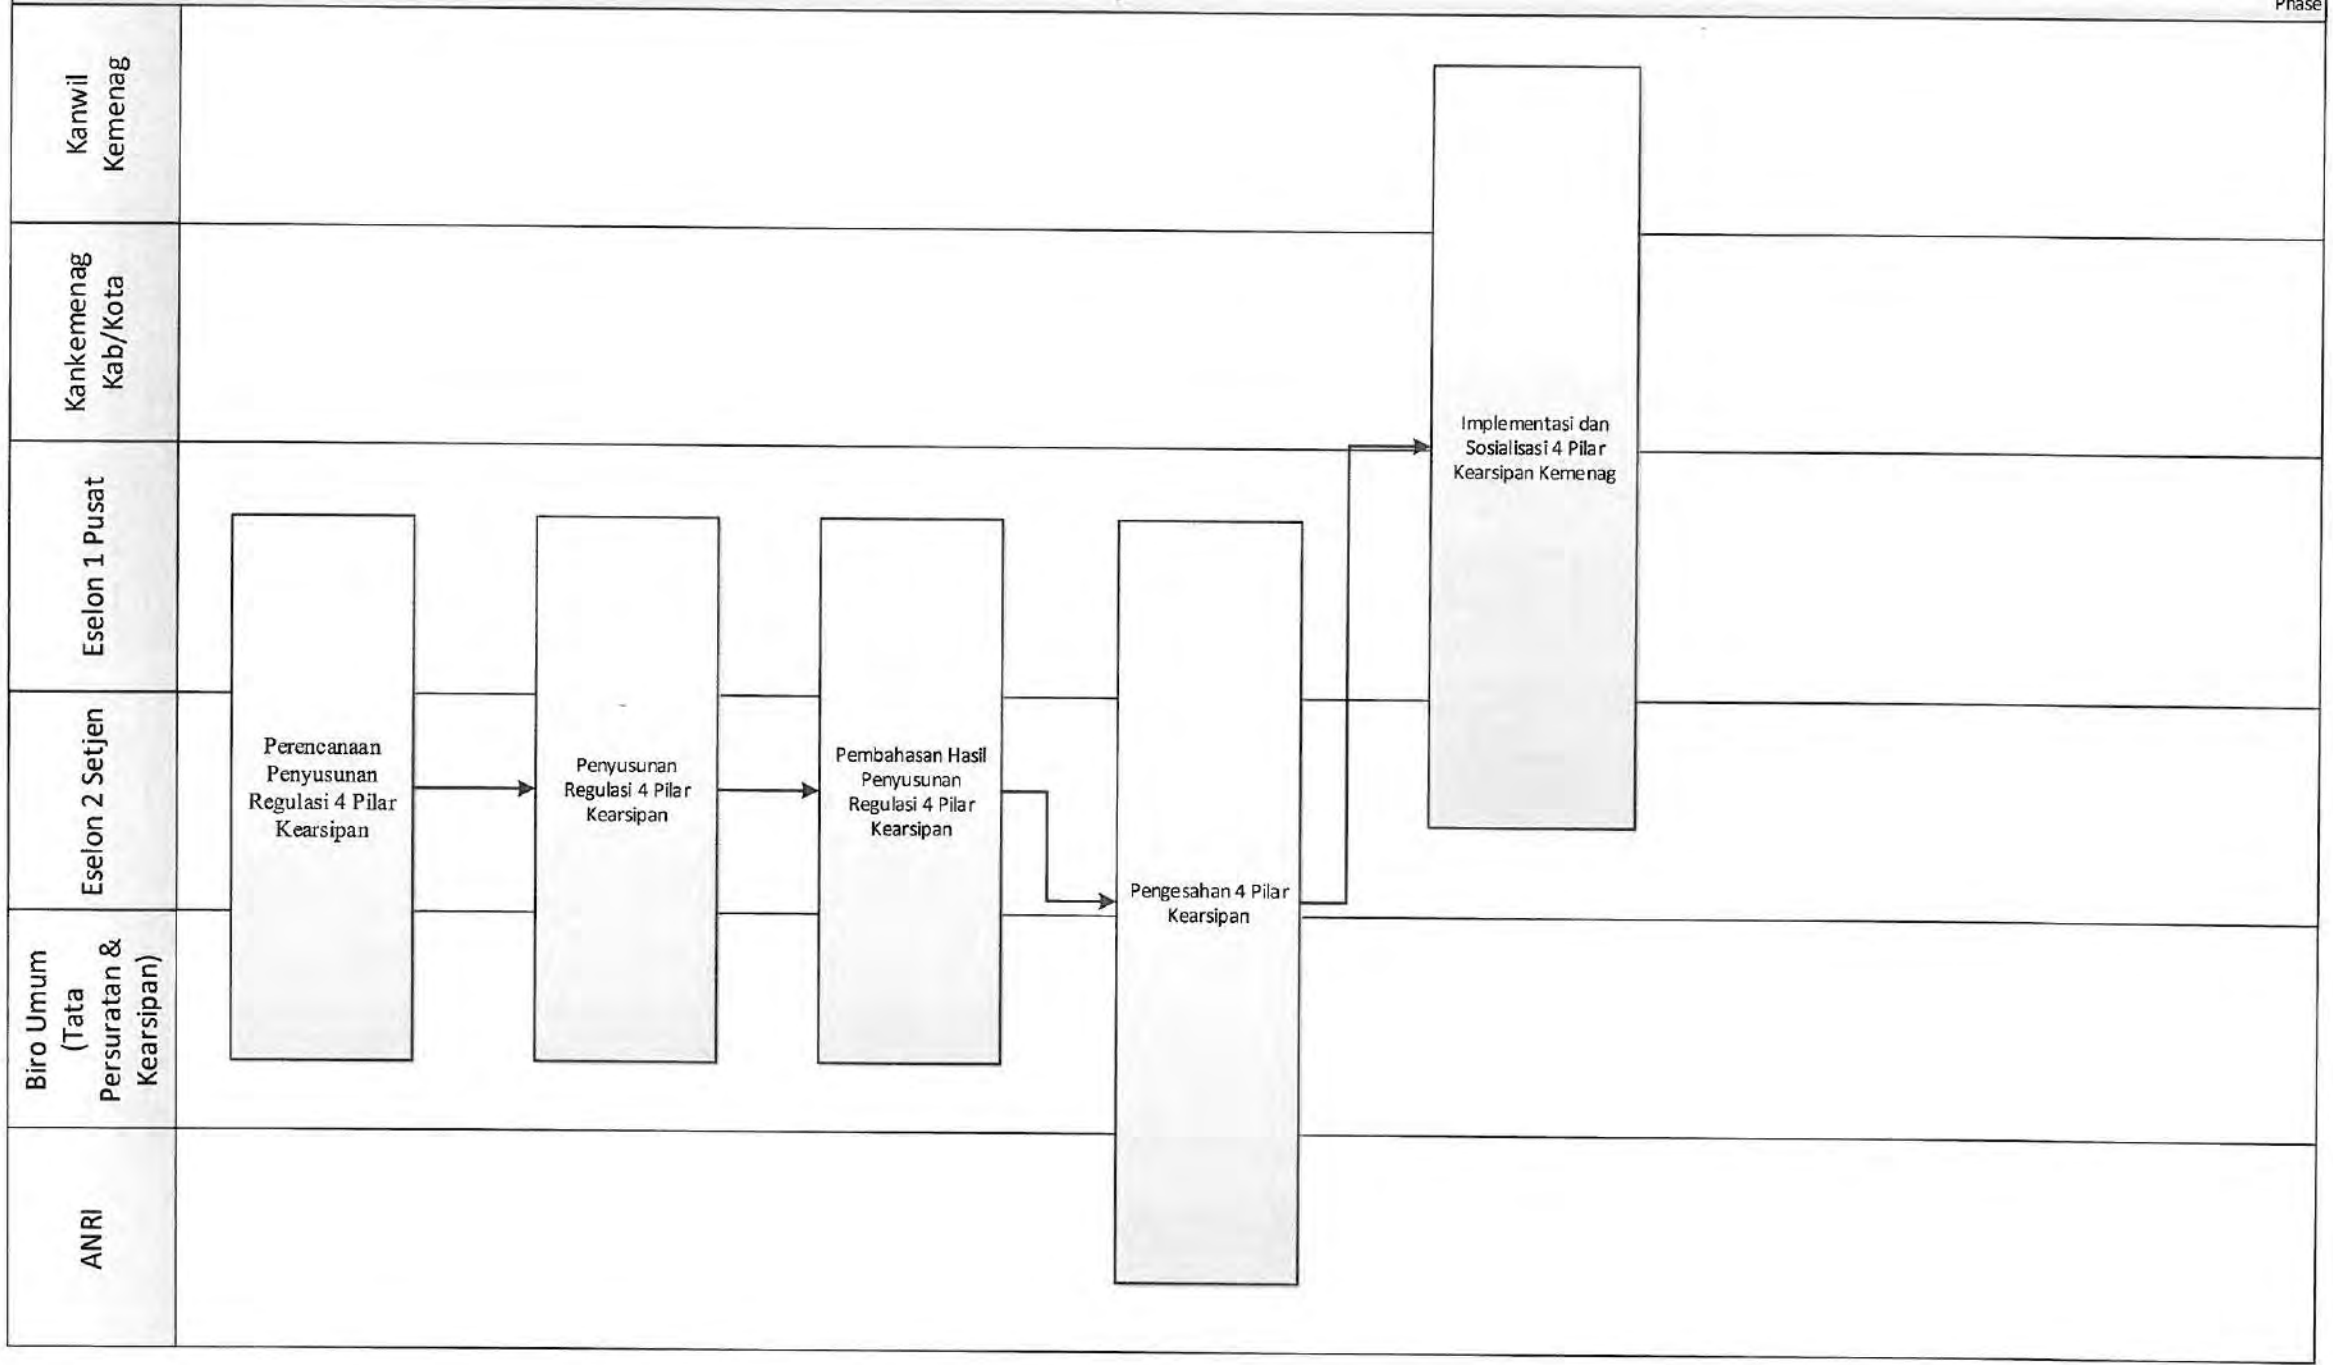 Phase
Kanwil
Kemenag
Kankemenag
Kab/Kota
Eselon 1 Pusat
Eselon 2 Setjen
Biro Umum
(Tata
Persuratan &
Kearsipan)
ANRI
Perencanaan
Penyusunan
Regulasi 4 Pilar
Kearsipan
Penyusunan
Regulasi 4 Pilar
Kearsipan
Pembahasan Hasil
Penyusunan
Regulasi 4 Pilar
Kearsipan
Pengesahan 4 Pilar
Kearsipan
Implementasi dan
Sosialisasi 4 Pilar
Kearsipan Kemenag